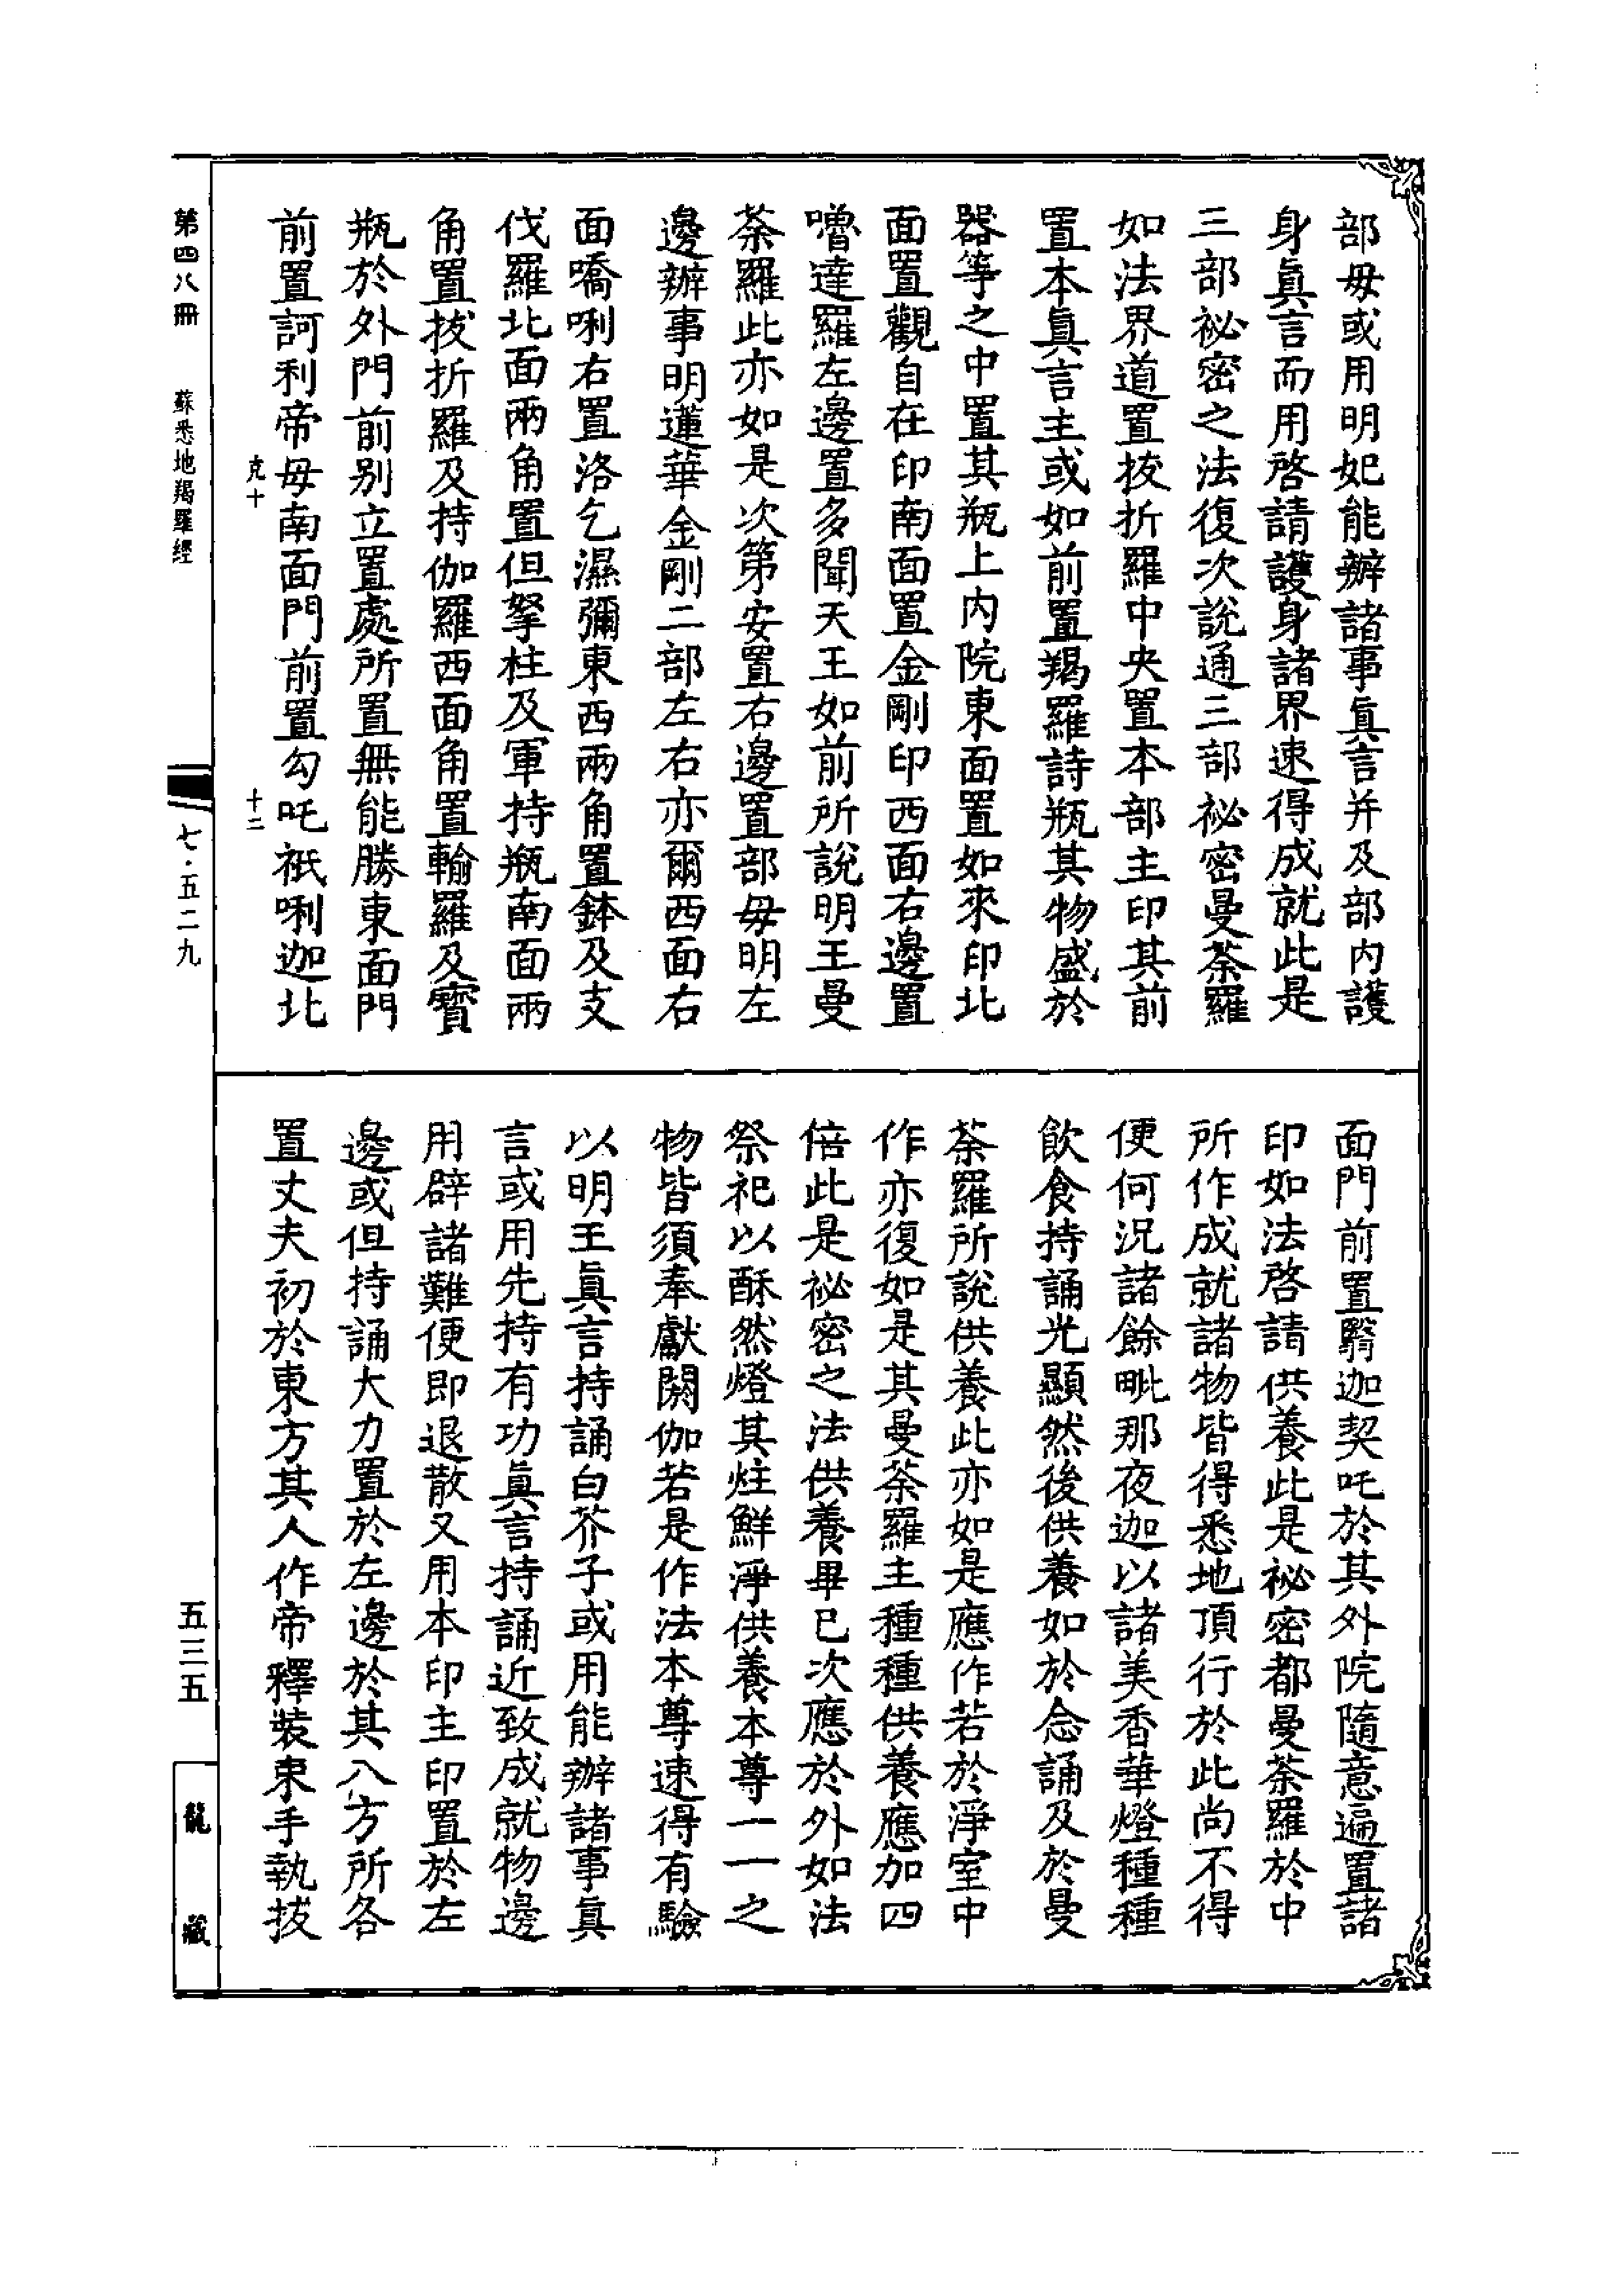 部母或用明妃能辦諸事眞言并及部内護
身眞言而用啓請護身諸界速得成就此是
三部祕密之法復次說通三部祕密曼荼羅
如法界道置拔折羅中央置本部主印其前
置本眞言主或如前置羯羅詩瓶其物盛於
器等之中置其瓶上内院東面置如來印北
面置觀自在印南面置金剛印西面右邊置
嚕達羅左邊置多聞天王如前所說明王曼
荼羅此亦如是次第安置右邊置部母明左
邊辦事明蓮華金剛二部左右亦爾西面右
面嚩唎右置洛乞濕彌東西兩角置鉢及支
伐羅北面兩角置但拏柱及軍持瓶南面兩
角置拔折羅及持伽羅西面角置輸羅及寶
瓶於外門前别立置處所置無能勝東面門
前置訶利帝母南面門前置勾吒祇唎迦北
面門前置翳迦契吒於其外院隨意遍置諸
印如法啓請供養此是祕密都曼荼羅於中
所作成就諸物皆得悉地頂行於此尚不得
便何況諸餘毗那夜迦以諸美香華燈種種
飲食持誦光顯然後供養如於念誦及於曼
荼羅所說供養此亦如是應作若於淨室中
作亦復如是其曼荼羅主種種供養應加四
倍此是祕密之法供養畢已次應於外如法
祭祀以酥然燈其炷鮮淨供養本尊一一之
物皆須奉獻閼伽若是作法本尊速得有驗
以明王眞言持誦白芥子或用能辦諸事眞
言或用先持有功眞言持誦近致成就物邊
用辟諸難便即退散又用本印主印置於左
邊或但持誦大力置於左邊於其八方所各
置丈夫初於東方其人作帝釋裝束手執拔
克十
十二
第四八冊
蘇悉地羯羅經
七·五二九
五三五
龍藏